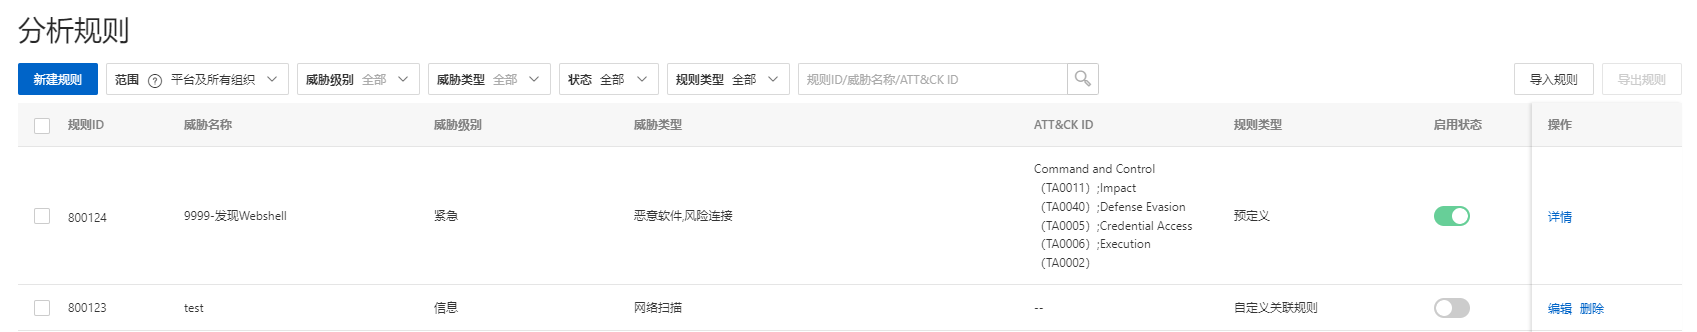 分析规则
新建规则 范围 ? 平台及所有组织 威胁级别 全部 威胁类型 全部 状态 全部 规则类型 全部 规则ID/威胁名称/ATT&CK ID 导入规则 导出规则
规则ID 威胁名称 威胁级别 威胁类型 ATT&CK ID 规则类型 启用状态 操作
Command and Control
（TA0011）;Impact
（TA0040）;Defense Evasion
800124 9999-发现Webshell 紧急 恶意软件,风险连接 （TA0005）;Credential Access 预定义 详情
（TA0006）;Execution
（TA0002）
800123 test 信息 网络扫描 -- 自定义关联规则 编辑 删除